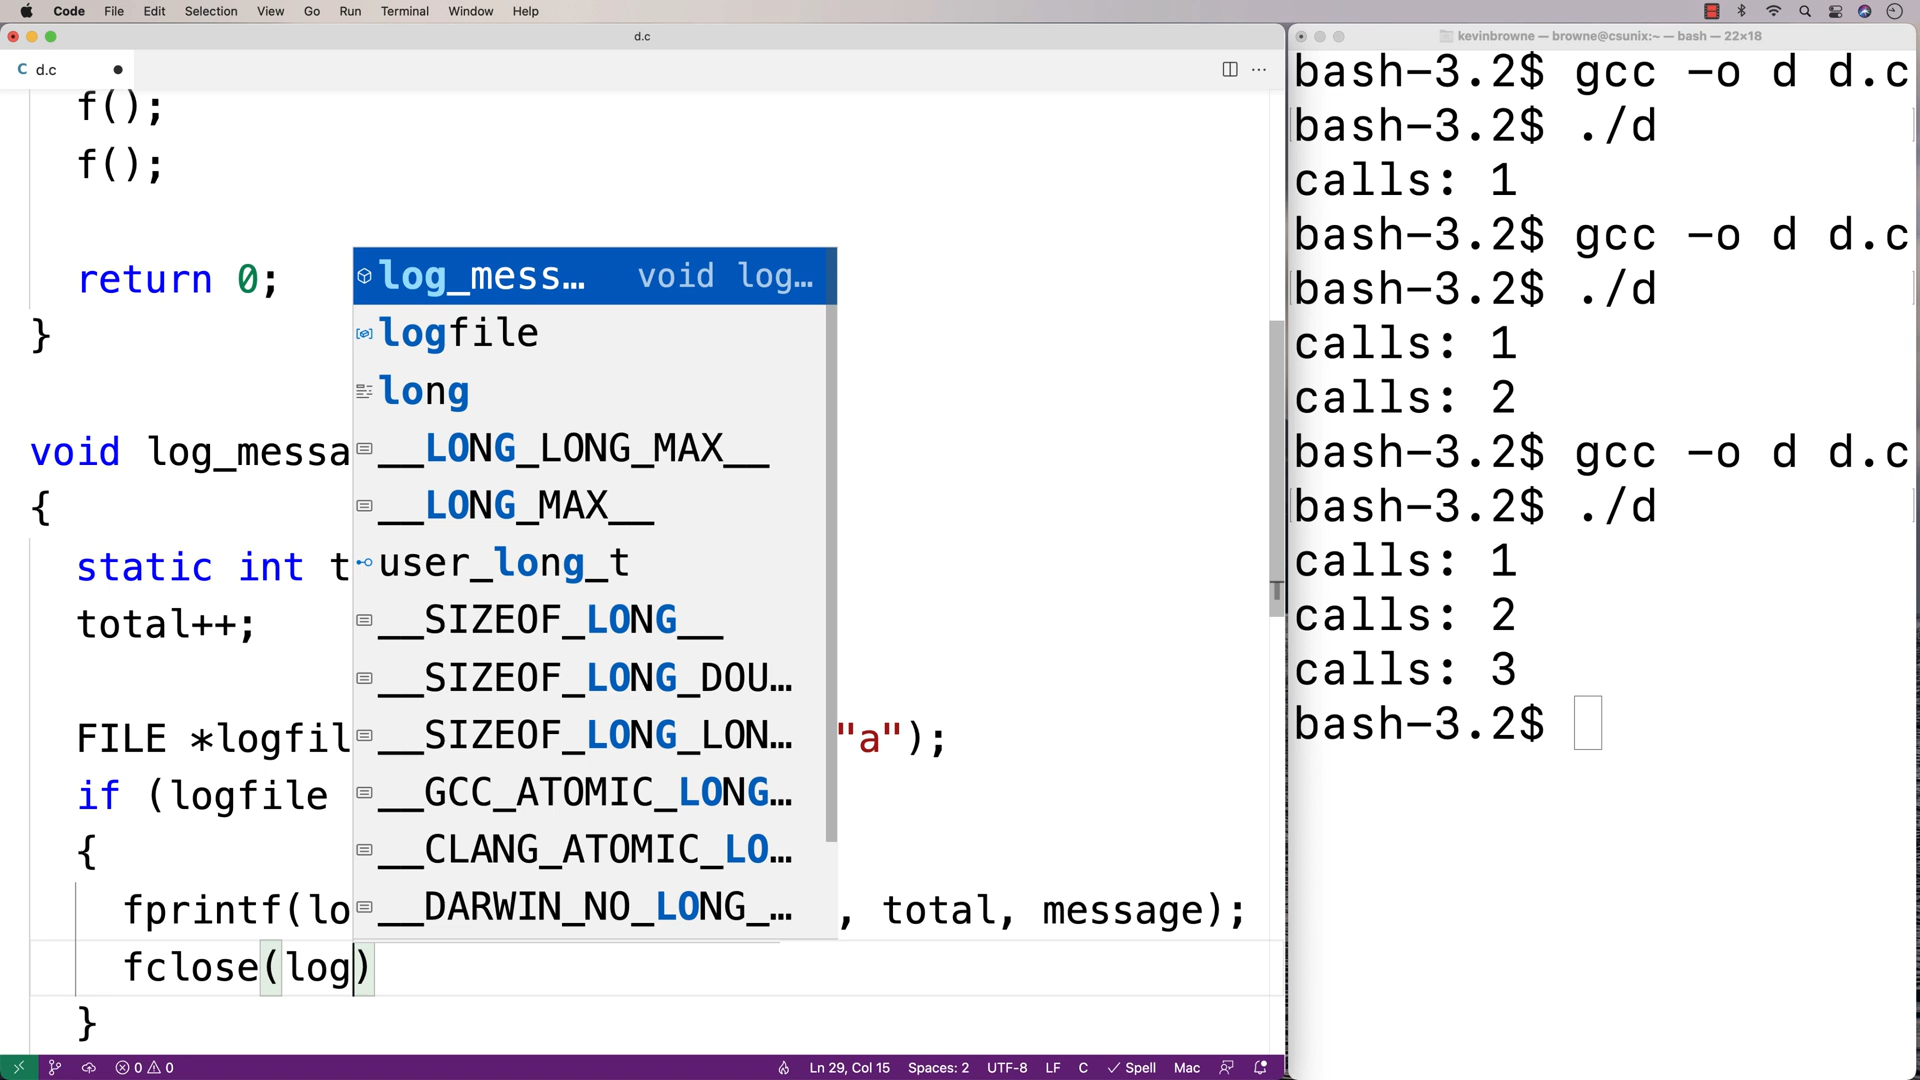 Code File Edit Selection View Go Run Terminal Window Help
d.c
kevinbrowne — browne@csunix:~ — bash — 22×18
C d.c
f();
f();
return 0;
}
void log_messa
{
static int t
total++;
FILE *logfil "a");
if (logfile
{
fprintf(lo , total, message);
fclose(log)
}
log_mess… void log…
logfile
long
__LONG_LONG_MAX__
__LONG_MAX__
user_long_t
__SIZEOF_LONG__
__SIZEOF_LONG_DOU…
__SIZEOF_LONG_LON…
__GCC_ATOMIC_LONG…
__CLANG_ATOMIC_LO…
__DARWIN_NO_LONG_…
bash-3.2$ gcc -o d d.c
bash-3.2$ ./d
calls: 1
bash-3.2$ gcc -o d d.c
bash-3.2$ ./d
calls: 1
calls: 2
bash-3.2$ gcc -o d d.c
bash-3.2$ ./d
calls: 1
calls: 2
calls: 3
bash-3.2$
0 0 Ln 29, Col 15 Spaces: 2 UTF-8 LF C Spell Mac